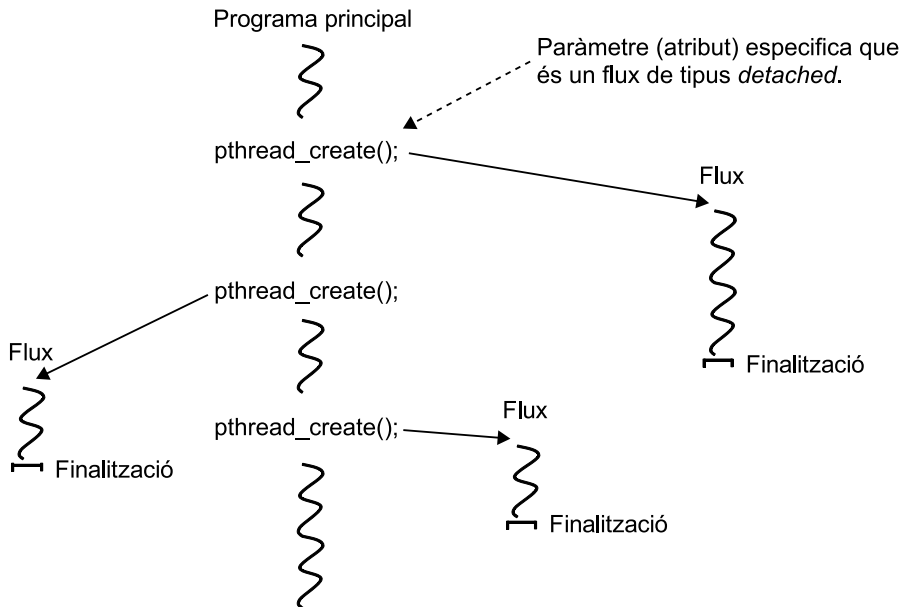 Programa principal
Paràmetre (atribut) especifica que
és un flux de tipus detached.
pthread_create();
Flux
pthread_create();
Flux
Finalització
pthread_create();
Flux
Finalització
Finalització